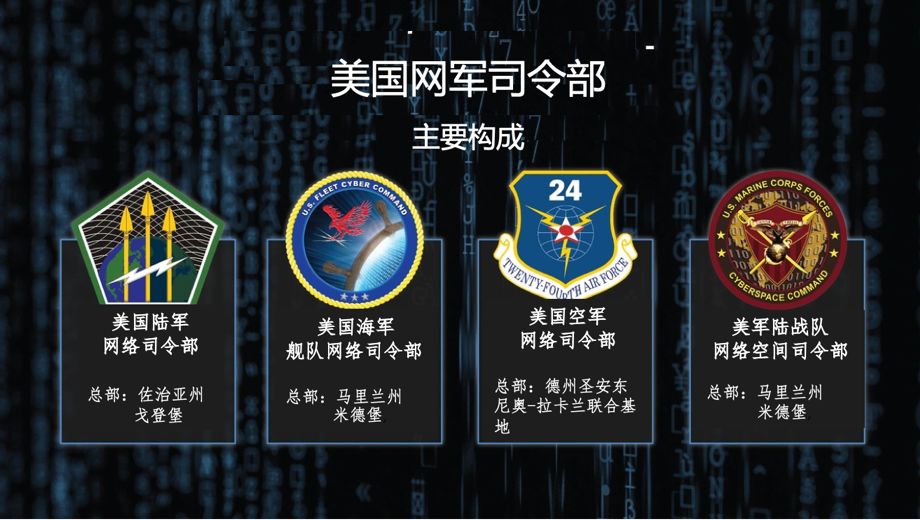 美国网军司令部
主要构成
U.S. FLEET CYBER COMMAND
24
TWENTY-FOURTH AIR FORCE
U.S. MARINE CORPS FORCES
CYBERSPACE COMMAND
美国陆军
网络司令部
总部：佐治亚州
戈登堡
美国海军
舰队网络司令部
总部：马里兰州
米德堡
美国空军
网络司令部
总部：德州圣安东
尼奥-拉卡兰联合基
地
美军陆战队
网络空间司令部
总部：马里兰州
米德堡